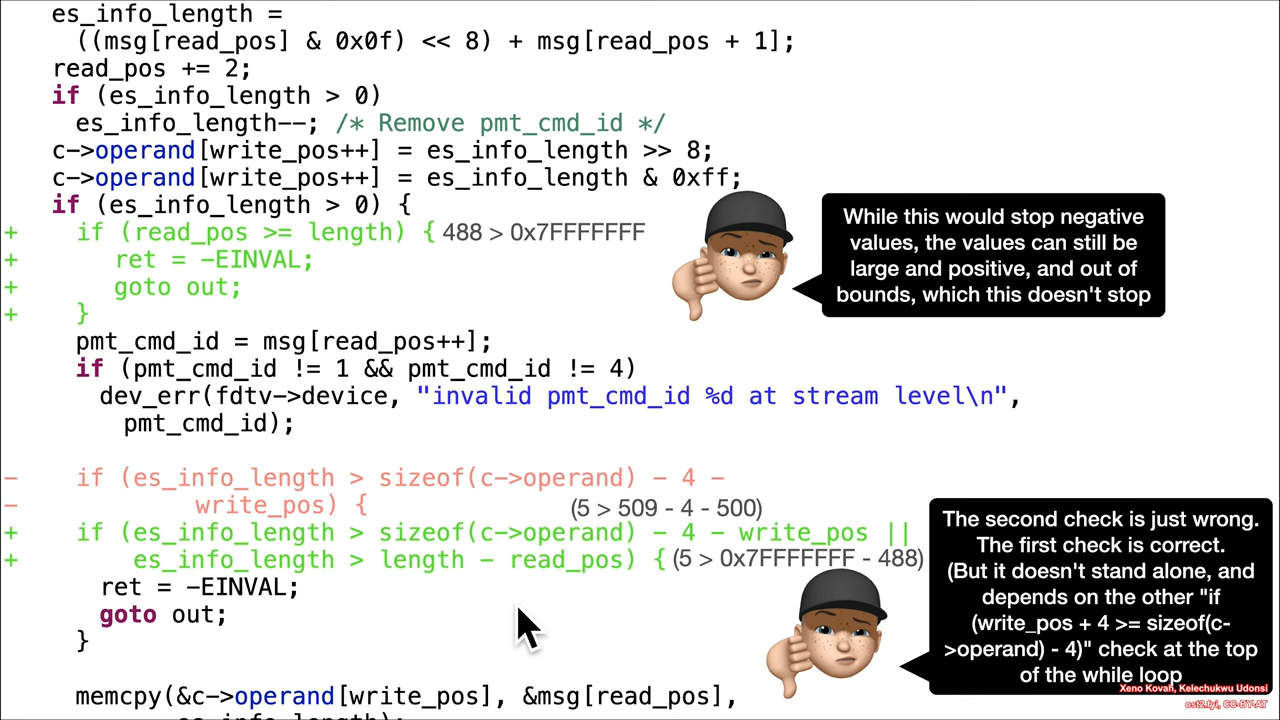 es_info_length =
((msg[read_pos] & 0x0f) << 8) + msg[read_pos + 1];
read_pos += 2;
if (es_info_length > 0)
es_info_length--; /* Remove pmt_cmd_id */
c->operand[write_pos++] = es_info_length >> 8;
c->operand[write_pos++] = es_info_length & 0xff;
if (es_info_length > 0) {
+ if (read_pos >= length) { 488 > 0x7FFFFFFF
+ ret = -EINVAL;
+ goto out;
+ }
While this would stop negative
values, the values can still be
large and positive, and out of
bounds, which this doesn't stop
pmt_cmd_id = msg[read_pos++];
if (pmt_cmd_id != 1 && pmt_cmd_id != 4)
dev_err(fdtv->device, "invalid pmt_cmd_id %d at stream level\n",
pmt_cmd_id);
- if (es_info_length > sizeof(c->operand) - 4 -
- write_pos) { (5 > 509 - 4 - 500)
+ if (es_info_length > sizeof(c->operand) - 4 - write_pos ||
+ es_info_length > length - read_pos) { (5 > 0x7FFFFFFF - 488)
ret = -EINVAL;
goto out;
}
The second check is just wrong.
The first check is correct.
(But it doesn't stand alone, and
depends on the other "if
(write_pos + 4 >= sizeof(c-
>operand) - 4)" check at the top
of the while loop
memcpy(&c->operand[write_pos], &msg[read_pos],
es_info_length);
Xeno Kovah, Kelechukwu Udonsi
ost2.fyi, CC-BY-AT